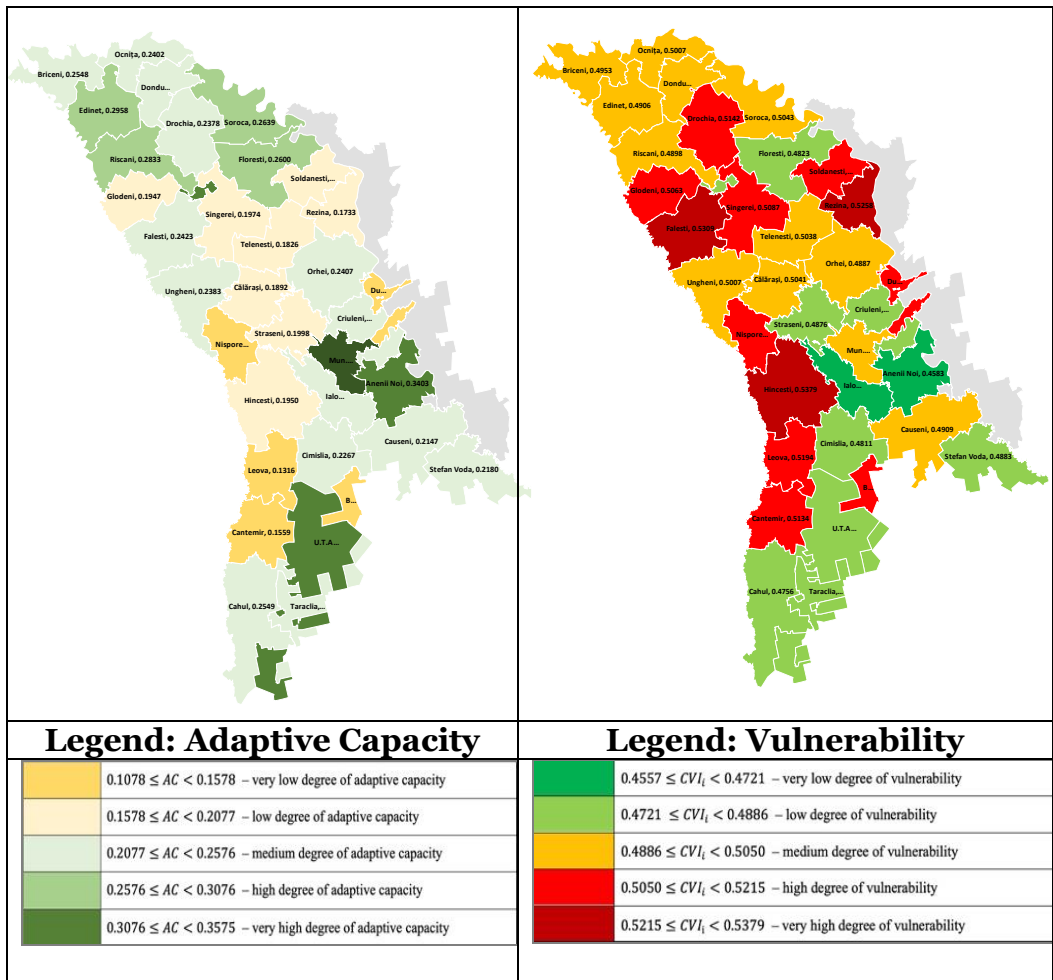 Ocnița, 0.2402
Briceni, 0.2548
Dondu...
Edinet, 0.2958
Drochia, 0.2378
Soroca, 0.2639
Riscani, 0.2833
Floresti, 0.2600
Soldanesti,...
Glodeni, 0.1947
Singerei, 0.1974
Rezina, 0.1733
Falesti, 0.2423
Telenesti, 0.1826
Orhei, 0.2407
Ungheni, 0.2383
Călărași, 0.1892
Du...
Criuleni,...
Straseni, 0.1998
Nispore...
Mun....
Anenii Noi, 0.3403
Ialo...
Hincesti, 0.1950
Causeni, 0.2147
Cimislia, 0.2267
Leova, 0.1316
Stefan Voda, 0.2180
B...
Cantemir, 0.1559
U.T.A...
Cahul, 0.2549
Taraclia,...
Ocnița, 0.5007
Briceni, 0.4953
Dondu...
Edinet, 0.4906
Drochia, 0.5142
Soroca, 0.5043
Riscani, 0.4898
Floresti, 0.4823
Soldanesti,...
Glodeni, 0.5063
Singerei, 0.5087
Rezina, 0.5258
Falesti, 0.5303
Telenesti, 0.5038
Orhei, 0.4887
Ungheni, 0.5007
Călărași, 0.5041
Du...
Criuleni,...
Straseni, 0.4876
Nispore...
Mun....
Anenii Noi, 0.4583
Ialo...
Hincesti, 0.5379
Causeni, 0.4909
Cimislia, 0.4811
Leova, 0.5194
Stefan Voda, 0.4883
B...
Cantemir, 0.5134
U.T.A...
Cahul, 0.4756
Taraclia,...
Legend: Adaptive Capacity
0.1078 ≤ AC < 0.1578 – very low degree of adaptive capacity
0.1578 ≤ AC < 0.2077 – low degree of adaptive capacity
0.2077 ≤ AC < 0.2576 – medium degree of adaptive capacity
0.2576 ≤ AC < 0.3076 – high degree of adaptive capacity
0.3076 ≤ AC < 0.3575 – very high degree of adaptive capacity
Legend: Vulnerability
0.4557 ≤ CVIᵢ < 0.4721 – very low degree of vulnerability
0.4721 ≤ CVIᵢ < 0.4886 – low degree of vulnerability
0.4886 ≤ CVIᵢ < 0.5050 – medium degree of vulnerability
0.5050 ≤ CVIᵢ < 0.5215 – high degree of vulnerability
0.5215 ≤ CVIᵢ < 0.5379 – very high degree of vulnerability